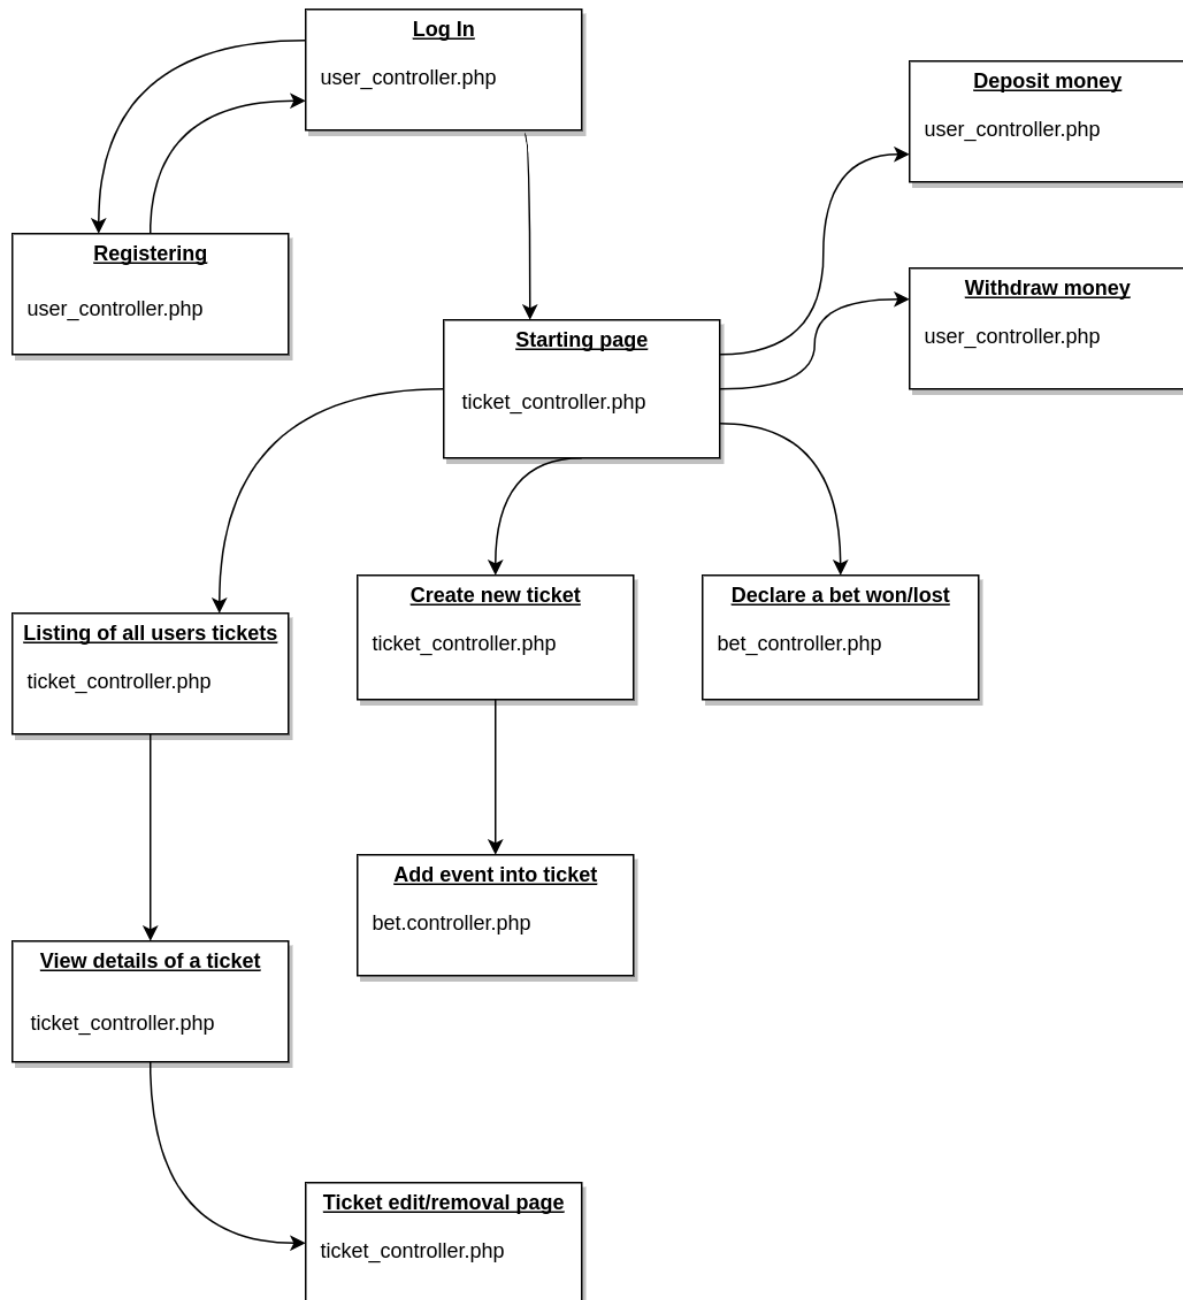 Log In
user_controller.php
Deposit money
user_controller.php
Registering
user_controller.php
Withdraw money
user_controller.php
Starting page
ticket_controller.php
Listing of all users tickets
ticket_controller.php
Create new ticket
ticket_controller.php
Declare a bet won/lost
bet_controller.php
Add event into ticket
bet.controller.php
View details of a ticket
ticket_controller.php
Ticket edit/removal page
ticket_controller.php